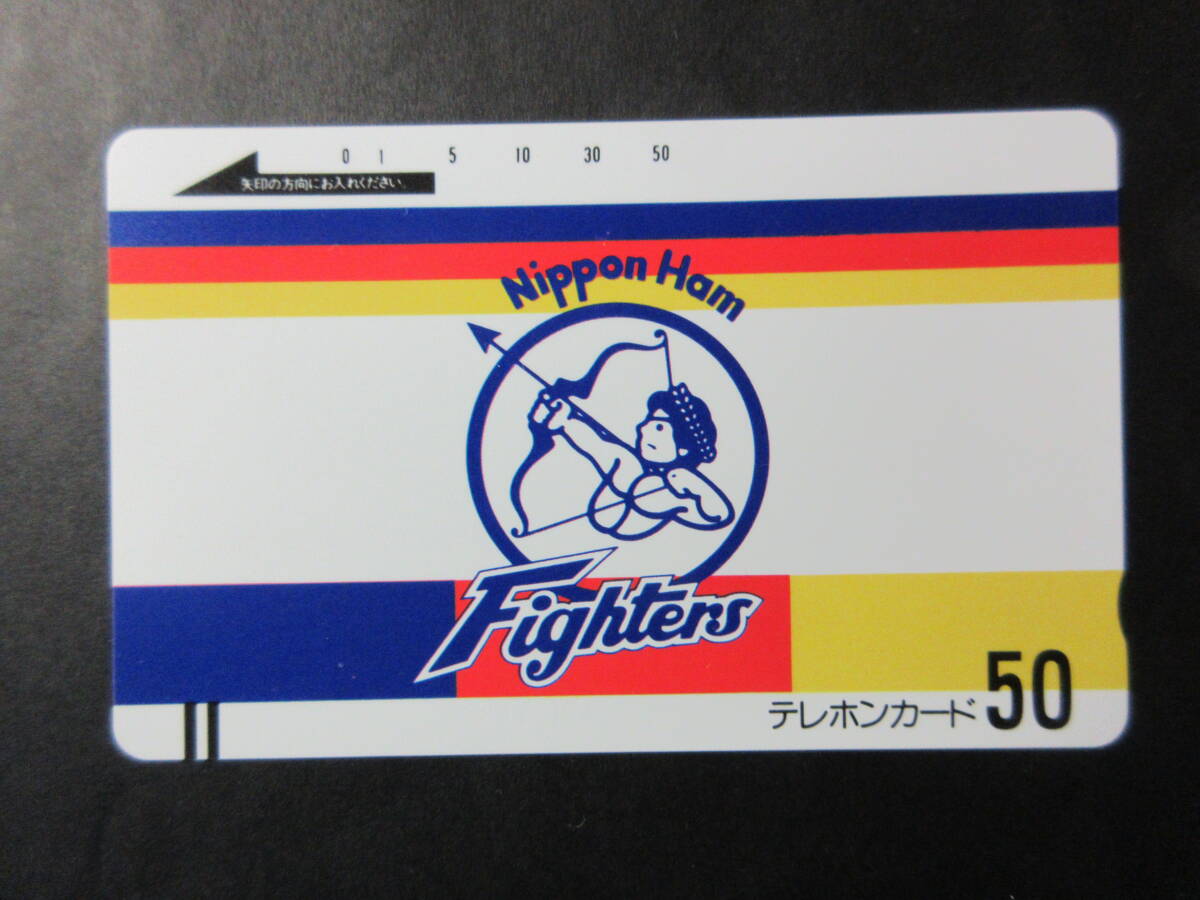 0 1 5 10 30 50
矢印の方向にお入れください。
Nippon Ham
Fighters
テレホンカード 50